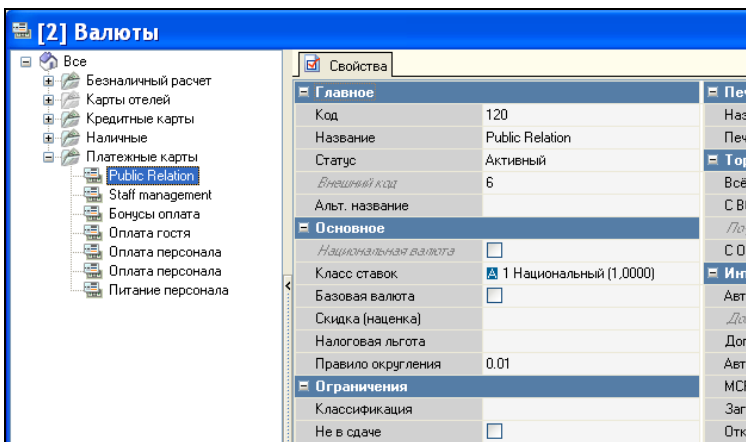 [2] Валюты
Все
Безналичный расчет
Карты отелей
Кредитные карты
Наличные
Платежные карты
Public Relation
Staff management
Бонусы оплата
Оплата гостя
Оплата персонала
Оплата персонала
Питание персонала
Свойства
Главное
Код 120
Название Public Relation
Статус Активный
Внешний код 6
Альт. название
Основное
Национальная валюта
Класс ставок А 1 Национальный (1,0000)
Базовая валюта
Скидка (наценка)
Налоговая льгота
Правило округления 0.01
Ограничения
Классификация
Не в сдаче
Всё
С В
С О